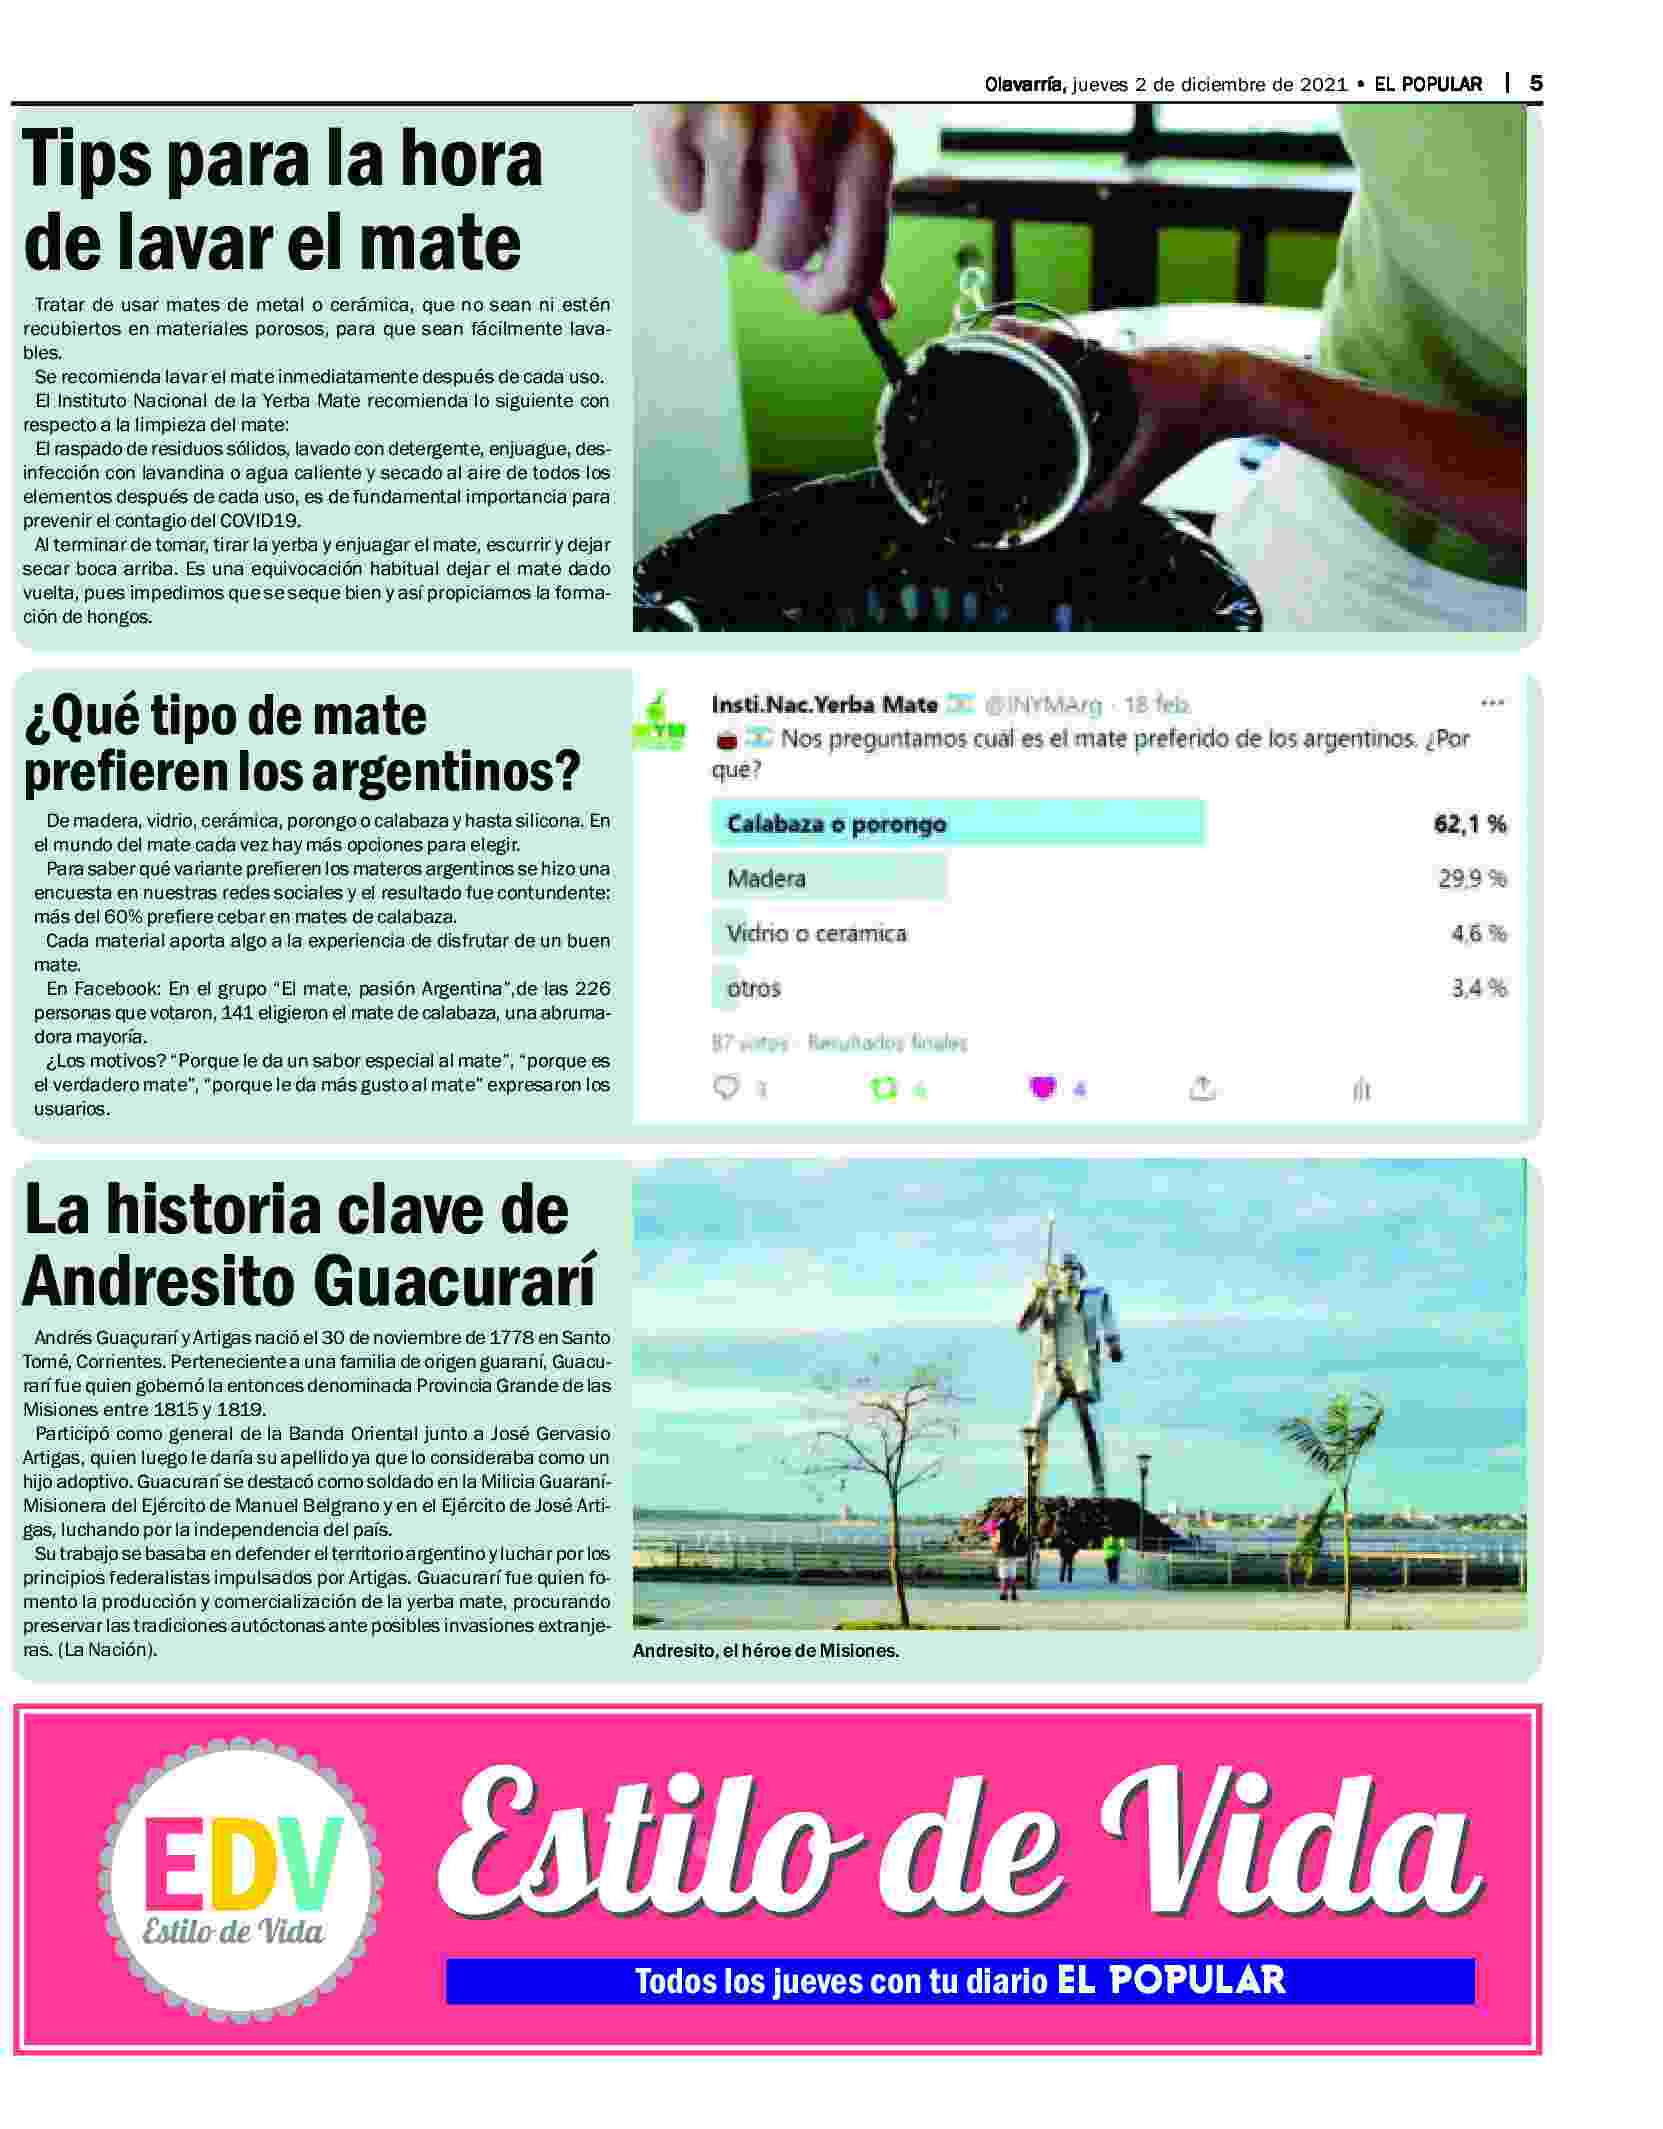 Olavarría, jueves 2 de diciembre de 2021 • EL POPULAR | 5
Tips para la hora
de lavar el mate
Tratar de usar mates de metal o cerámica, que no sean ni estén
recubiertos en materiales porosos, para que sean fácilmente lava-
bles.
Se recomienda lavar el mate inmediatamente después de cada uso.
El Instituto Nacional de la Yerba Mate recomienda lo siguiente con
respecto a la limpieza del mate:
El raspado de residuos sólidos, lavado con detergente, enjuague, des-
infección con lavandina o agua caliente y secado al aire de todos los
elementos después de cada uso, es de fundamental importancia para
prevenir el contagio del COVID19.
Al terminar de tomar, tirar la yerba y enjuagar el mate, escurrir y dejar
secar boca arriba. Es una equivocación habitual dejar el mate dado
vuelta, pues impedimos que se seque bien y así propiciamos la forma-
ción de hongos.
¿Qué tipo de mate
prefieren los argentinos?
De madera, vidrio, cerámica, porongo o calabaza y hasta silicona. En
el mundo del mate cada vez hay más opciones para elegir.
Para saber qué variante prefieren los materos argentinos se hizo una
encuesta en nuestras redes sociales y el resultado fue contundente:
más del 60% prefiere cebar en mates de calabaza.
Cada material aporta algo a la experiencia de disfrutar de un buen
mate.
En Facebook: En el grupo “El mate, pasión Argentina”,de las 226
personas que votaron, 141 eligieron el mate de calabaza, una abruma-
dora mayoría.
¿Los motivos? “Porque le da un sabor especial al mate”, “porque es
el verdadero mate”, “porque le da más gusto al mate” expresaron los
usuarios.
Insti.Nac.Yerba Mate @INYMArg · 18 feb.
Nos preguntamos cuál es el mate preferido de los argentinos. ¿Por
qué?
Calabaza o porongo 62,1 %
Madera 29,9 %
Vidrio o cerámica 4,6 %
otros 3,4 %
87 votos · Resultados finales
3 4
La historia clave de
Andresito Guacurarí
Andrés Guaçurarí y Artigas nació el 30 de noviembre de 1778 en Santo
Tomé, Corrientes. Perteneciente a una familia de origen guaraní, Guacu-
rarí fue quien gobernó la entonces denominada Provincia Grande de las
Misiones entre 1815 y 1819.
Participó como general de la Banda Oriental junto a José Gervasio
Artigas, quien luego le daría su apellido ya que lo consideraba como un
hijo adoptivo. Guacurarí se destacó como soldado en la Milicia Guaraní-
Misionera del Ejército de Manuel Belgrano y en el Ejército de José Arti-
gas, luchando por la independencia del país.
Su trabajo se basaba en defender el territorio argentino y luchar por los
principios federalistas impulsados por Artigas. Guacurarí fue quien fo-
mento la producción y comercialización de la yerba mate, procurando
preservar las tradiciones autóctonas ante posibles invasiones extranje-
ras. (La Nación).
Andresito, el héroe de Misiones.
EDV
Estilo de Vida
Estilo de Vida
Todos los jueves con tu diario EL POPULAR